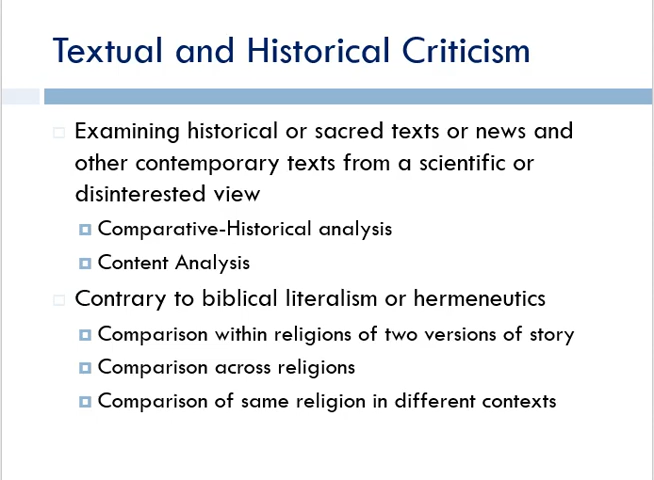 Textual and Historical Criticism
Examining historical or sacred texts or news and
other contemporary texts from a scientific or
disinterested view
Comparative-Historical analysis
Content Analysis
Contrary to biblical literalism or hermeneutics
Comparison within religions of two versions of story
Comparison across religions
Comparison of same religion in different contexts